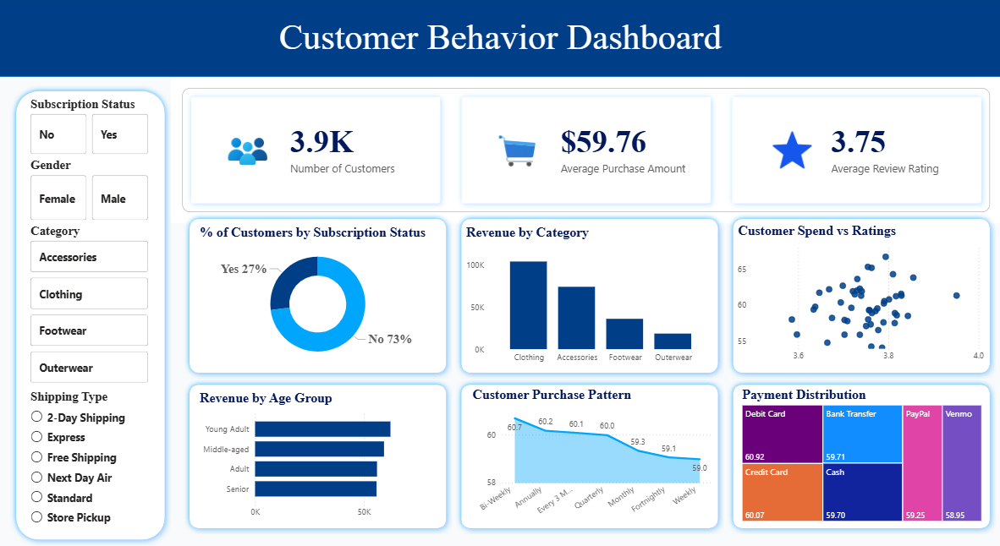 Customer Behavior Dashboard
Subscription Status
No
Yes
Gender
Female
Male
Category
Accessories
Clothing
Footwear
Outerwear
Shipping Type
2-Day Shipping
Express
Free Shipping
Next Day Air
Standard
Store Pickup
3.9K
Number of Customers
$59.76
Average Purchase Amount
3.75
Average Review Rating
% of Customers by Subscription Status
Yes 27%
No 73%
Revenue by Category
100K
50K
0K
Clothing
Accessories
Footwear
Outerwear
Customer Spend vs Ratings
65
60
55
3.6
3.8
4.0
Revenue by Age Group
Young Adult
Middle-aged
Adult
Senior
0K
50K
Customer Purchase Pattern
60
58
60.7
60.2
60.1
60.0
59.3
59.1
59.0
Bi-Weekly
Annually
Every 3 M...
Quarterly
Monthly
Fortnightly
Weekly
Payment Distribution
Debit Card
60.92
Credit Card
60.07
Bank Transfer
59.71
Cash
59.70
PayPal
59.25
Venmo
58.95